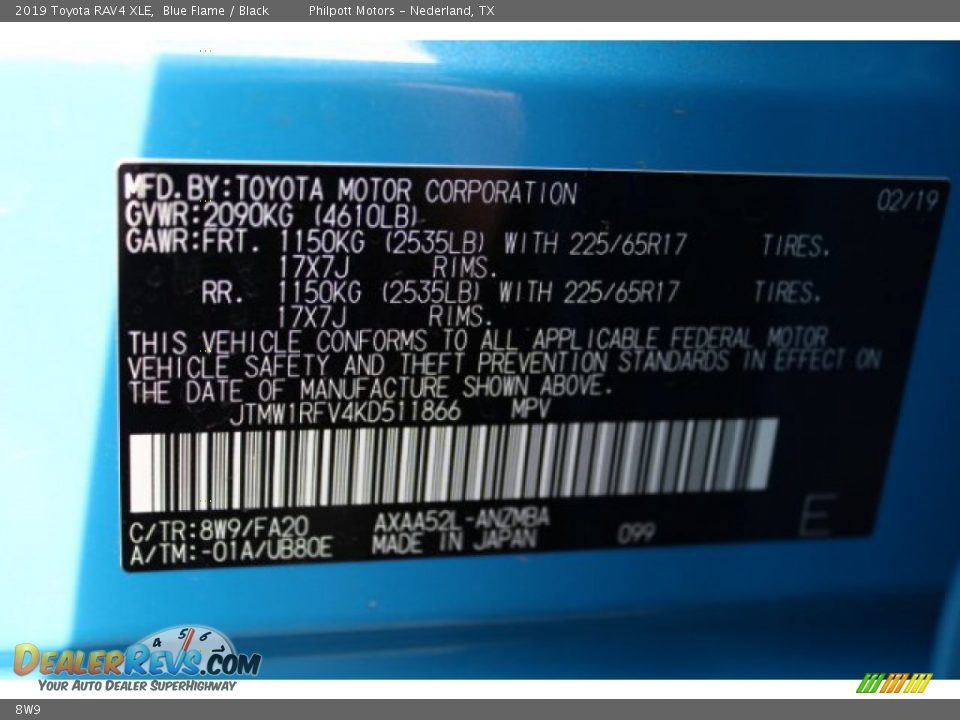 2019 Toyota RAV4 XLE, Blue Flame / Black Philpott Motors – Nederland, TX
MFD. BY: TOYOTA MOTOR CORPORATION 02/19
GVWR: 2090KG (4610LB)
GAWR: FRT. 1150KG (2535LB) WITH 225/65R17 TIRES.
17X7J RIMS.
RR. 1150KG (2535LB) WITH 225/65R17 TIRES.
17X7J RIMS.
THIS VEHICLE CONFORMS TO ALL APPLICABLE FEDERAL MOTOR
VEHICLE SAFETY AND THEFT PREVENTION STANDARDS IN EFFECT ON
THE DATE OF MANUFACTURE SHOWN ABOVE.
JTMW1RFV4KD511866 MPV
C/TR: 8W9/FA20 AXAA52L-ANZMBA 099 E
A/TM: -01A/UB80E MADE IN JAPAN
4 5 6
DEALERREVS.COM
YOUR AUTO DEALER SUPERHIGHWAY
8W9